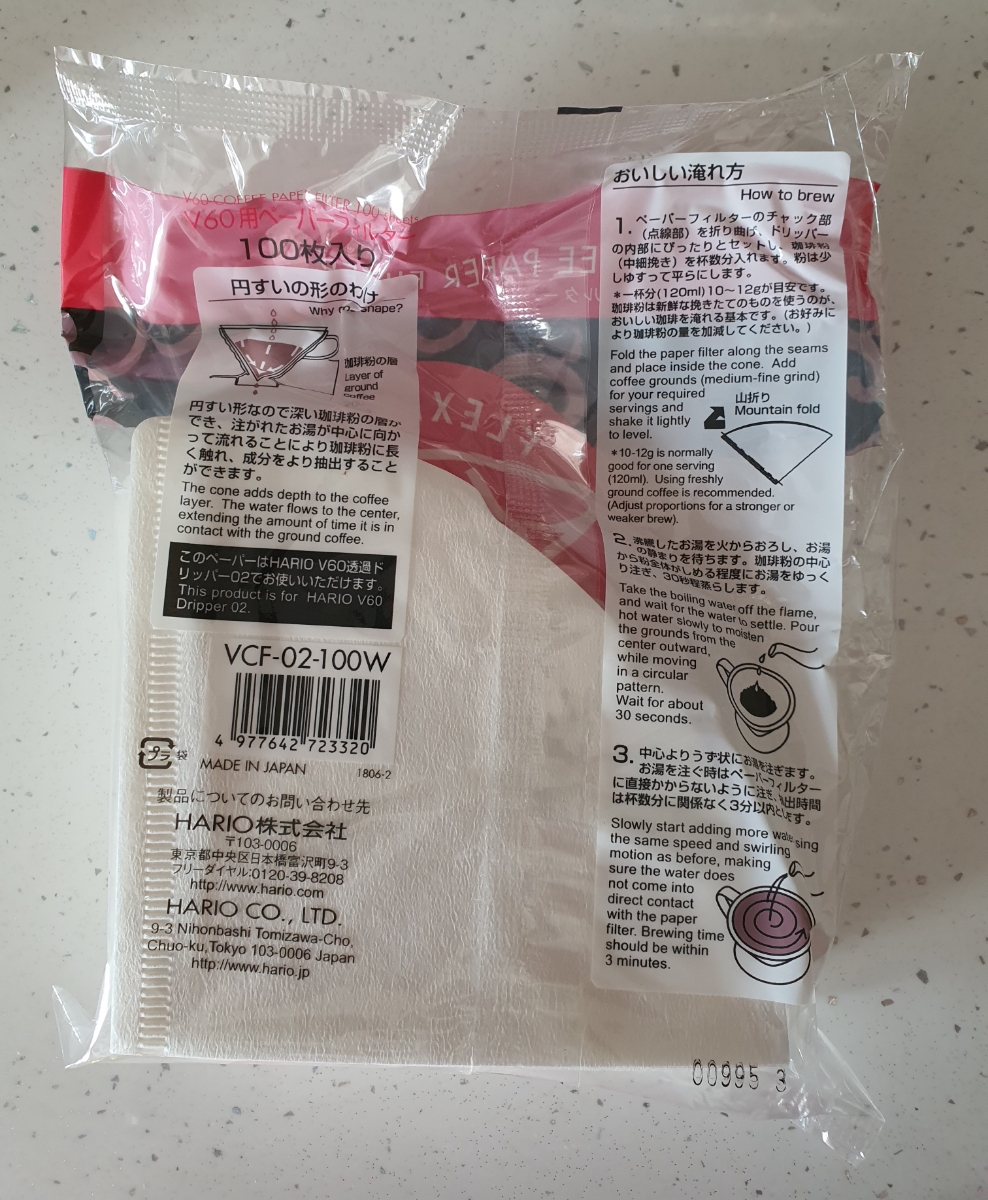 V60 COFFEE PAPER FILTER 100 sheets
V60用ペーパーフィルター
100枚入り
円すいの形のわけ
Why the shape?
珈琲粉の層
Layer of
ground
coffee
円すい形なので深い珈琲粉の層が
でき、注がれたお湯が中心に向か
って流れることにより珈琲粉に長
く触れ、成分をより抽出すること
ができます。
The cone adds depth to the coffee
layer. The water flows to the center,
extending the amount of time it is in
contact with the ground coffee.
このペーパーはHARIO V60透過ド
リッパー02でお使いいただけます。
This product is for HARIO V60
Dripper 02.
VCF-02-100W
4 977642 723320
プラ 袋
MADE IN JAPAN 1806-2
製品についてのお問い合わせ先
HARIO株式会社
〒103-0006
東京都中央区日本橋富沢町9-3
フリーダイヤル:0120-39-8208
http://www.hario.com
HARIO CO., LTD.
9-3 Nihonbashi Tomizawa-Cho,
Chuo-ku,Tokyo 103-0006 Japan
http://www.hario.jp
おいしい淹れ方
How to brew
1. ペーパーフィルターのチャック部
(点線部)を折り曲げ、ドリッパー
の内部にぴったりとセットし、珈琲粉
(中細挽き)を杯数分入れます。粉は少
しゆすって平らにします。
*一杯分(120ml)10〜12gが目安です。
珈琲粉は新鮮な挽きたてのものを使うのが、
おいしい珈琲を淹れる基本です。(お好みに
より珈琲粉の量を加減してください。)
Fold the paper filter along the seams
and place inside the cone. Add
coffee grounds (medium-fine grind)
for your required
servings and
shake it lightly
to level.
山折り
Mountain fold
*10-12g is normally
good for one serving
(120ml). Using freshly
ground coffee is recommended.
(Adjust proportions for a stronger or
weaker brew).
2. 沸騰したお湯を火からおろし、お湯
の静まりを待ちます。珈琲粉の中心
から粉全体がしめる程度にお湯をゆっく
り注ぎ、30秒程蒸らします。
Take the boiling water off the flame,
and wait for the water to settle. Pour
hot water slowly to moisten
the grounds from the
center outward,
while moving
in a circular
pattern.
Wait for about
30 seconds.
3. 中心よりうず状にお湯を注ぎます。
お湯を注ぐ時はペーパーフィルター
に直接かからないように注ぎ、抽出時間
は杯数分に関係なく3分以内とします。
Slowly start adding more
the same speed and swirling
motion as before, making
sure the water does
not come into
direct contact
with the paper
filter. Brewing time
should be within
3 minutes.
00995 3